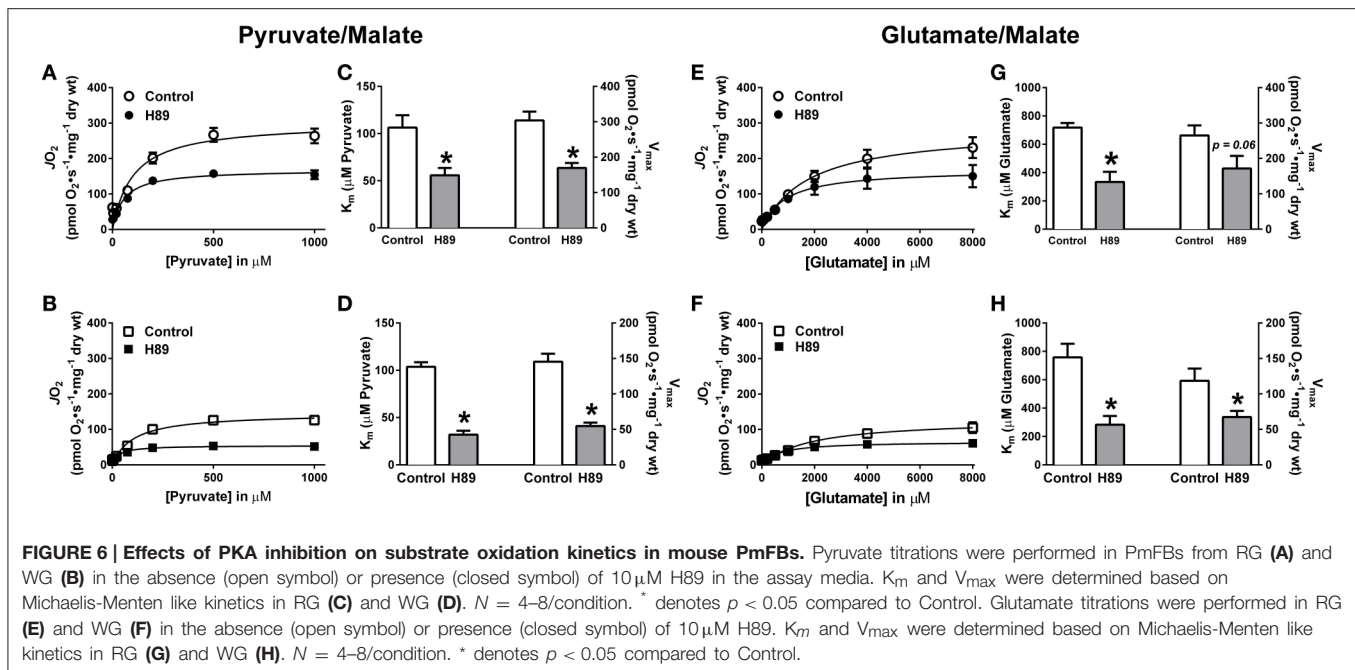 Pyruvate/Malate
Glutamate/Malate
A
400
300
200
100
0
JO2
(pmol O2•s-1•mg-1 dry wt)
Control
H89
0
500
1000
[Pyruvate] in μM
C
150
100
50
0
Km (μM Pyruvate)
*
*
Control
H89
Control
H89
400
300
200
100
0
Vmax
(pmol O2•s-1•mg-1 dry wt)
E
400
300
200
100
0
JO2
(pmol O2•s-1•mg-1 dry wt)
Control
H89
0
2000
4000
6000
8000
[Glutamate] in μM
G
1000
800
600
400
200
0
Km (μM Glutamate)
*
p = 0.06
Control
H89
Control
H89
400
300
200
100
0
Vmax
(pmol O2•s-1•mg-1 dry wt)
B
400
300
200
100
0
JO2
(pmol O2•s-1•mg-1 dry wt)
Control
H89
0
500
1000
[Pyruvate] in μM
D
150
100
50
0
Km (μM Pyruvate)
*
*
Control H89
Control H89
200
150
100
50
0
Vmax
(pmol O2•s-1•mg-1 dry wt)
F
400
300
200
100
0
JO2
(pmol O2•s-1•mg-1 dry wt)
Control
H89
0
2000
4000
6000
8000
[Glutamate] in μM
H
1000
800
600
400
200
0
Km (μM Glutamate)
*
*
Control H89
Control H89
200
150
100
50
0
Vmax
(pmol O2•s-1•mg-1 dry wt)
FIGURE 6 | Effects of PKA inhibition on substrate oxidation kinetics in mouse PmFBs. Pyruvate titrations were performed in PmFBs from RG (A) and
WG (B) in the absence (open symbol) or presence (closed symbol) of 10 μM H89 in the assay media. Km and Vmax were determined based on
Michaelis-Menten like kinetics in RG (C) and WG (D). N = 4–8/condition. * denotes p < 0.05 compared to Control. Glutamate titrations were performed in RG
(E) and WG (F) in the absence (open symbol) or presence (closed symbol) of 10 μM H89. Km and Vmax were determined based on Michaelis-Menten like
kinetics in RG (G) and WG (H). N = 4–8/condition. * denotes p < 0.05 compared to Control.